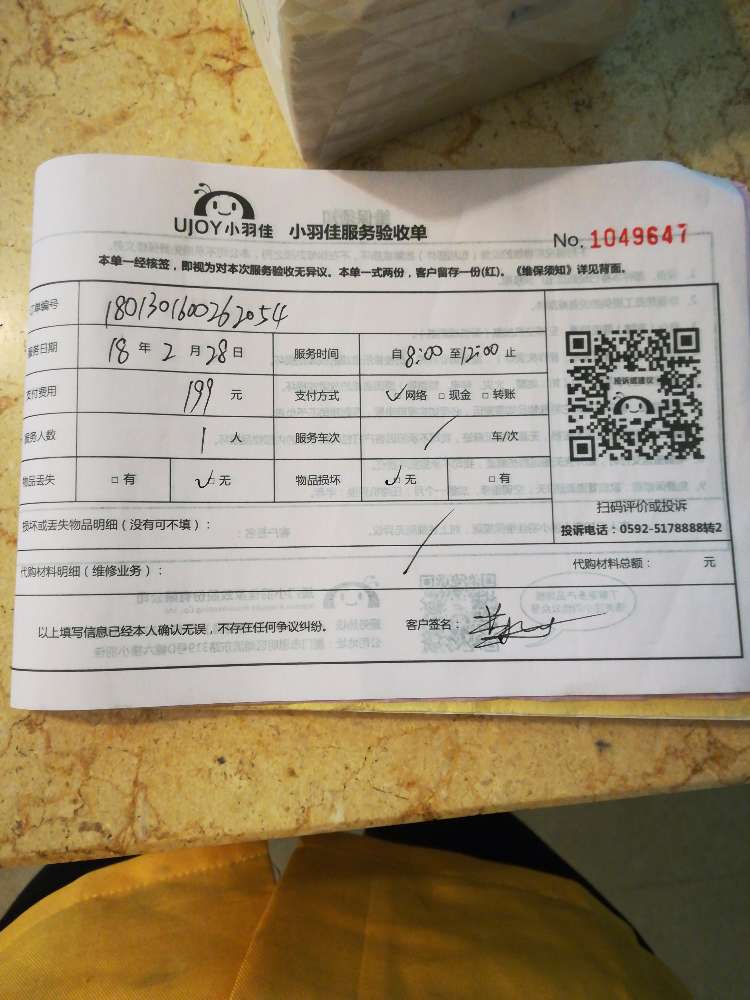 UJOY小羽佳 小羽佳服务验收单
No. 1049647
本单一经核签，即视为对本次服务验收无异议。本单一式两份，客户留存一份(红)。《维保须知》详见背面。
订单编号 180130160026２054
服务日期 18 年 2 月 28 日 服务时间 自 8:00 至 12:00 止
支付费用 199 元 支付方式 ☑网络 □现金 □转账
服务人数 1 人 服务车次 / 车/次
物品丢失 □有 ☑无 物品损坏 ☑无 □有
投诉或建议
扫码评价或投诉
投诉电话：0592-5178888转2
损坏或丢失物品明细（没有可不填）：
代购材料明细（维修业务）： 代购材料总额： 元
以上填写信息已经本人确认无误，不存在任何争议纠纷。 客户签名：